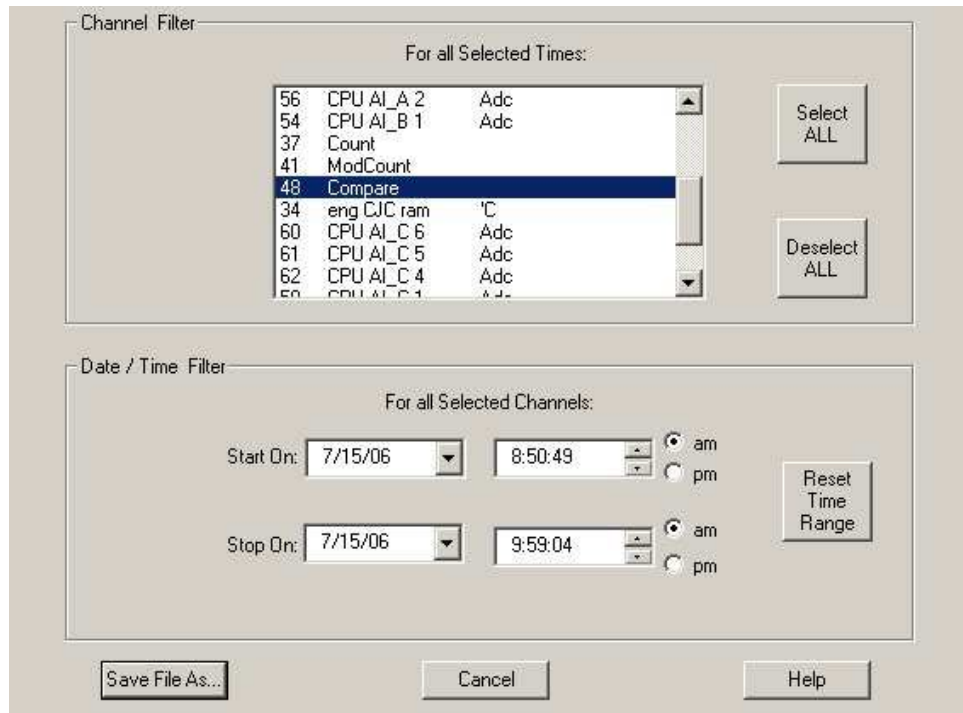 Channel Filter
For all Selected Times:
56 CPU AI_A 2 Adc
54 CPU AI_B 1 Adc
37 Count
41 ModCount
48 Compare
34 eng CJC ram 'C
60 CPU AI_C 6 Adc
61 CPU AI_C 5 Adc
62 CPU AI_C 4 Adc
CPU AI_C 1 Adc
Select
ALL
Deselect
ALL
Date / Time Filter
For all Selected Channels:
Start On: 7/15/06 8:50:49 am
pm
Stop On: 7/15/06 9:59:04 am
pm
Reset
Time
Range
Save File As... Cancel Help